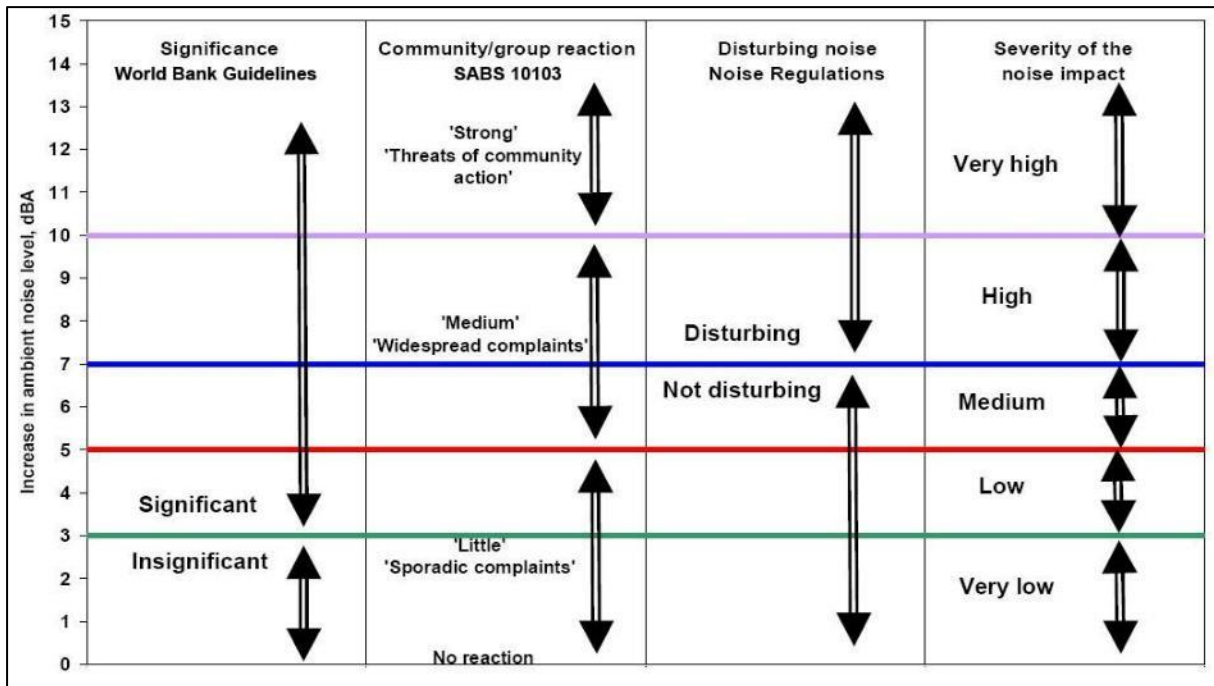 Increase in ambient noise level, dBA
15
14
13
12
11
10
9
8
7
6
5
4
3
2
1
0
Significance
World Bank Guidelines
Significant
Insignificant
Community/group reaction
SABS 10103
'Strong'
'Threats of community
action'
'Medium'
'Widespread complaints'
'Little'
'Sporadic complaints'
No reaction
Disturbing noise
Noise Regulations
Disturbing
Not disturbing
Severity of the
noise impact
Very high
High
Medium
Low
Very low